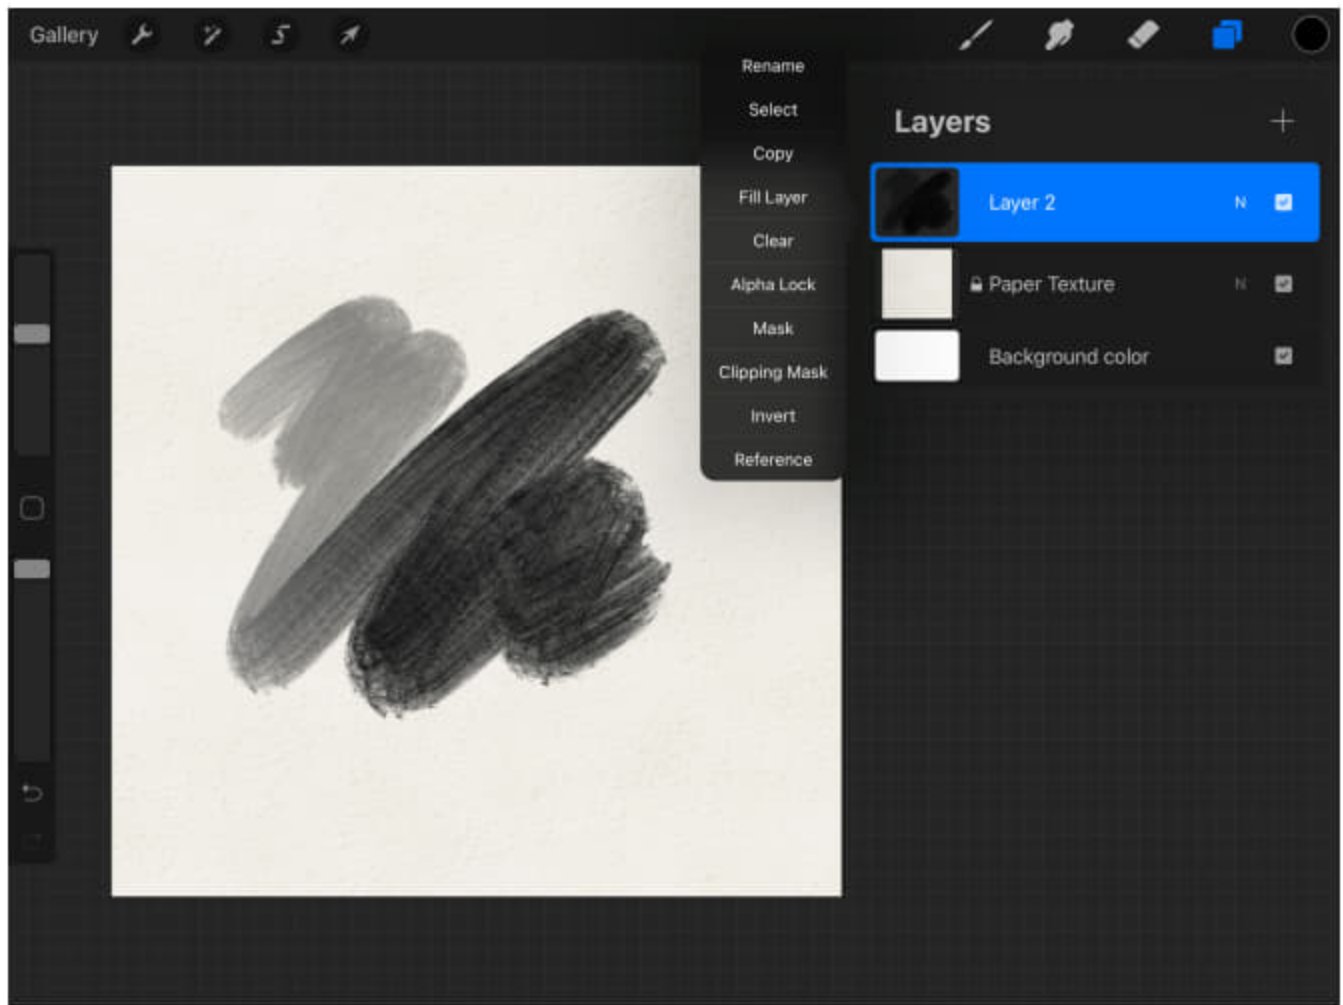 Gallery
Rename
Select
Copy
Fill Layer
Clear
Alpha Lock
Mask
Clipping Mask
Invert
Reference
Layers
Layer 2 N
Paper Texture N
Background color